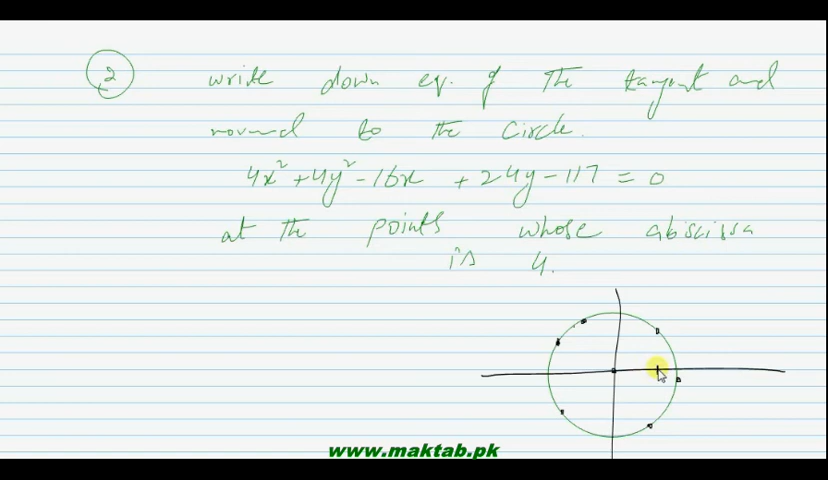 2 write down eq. of the tangent and
normal to the circle.
4x² + 4y² - 16x + 24y - 117 = 0
at the points whose abscissa
is 4.
www.maktab.pk